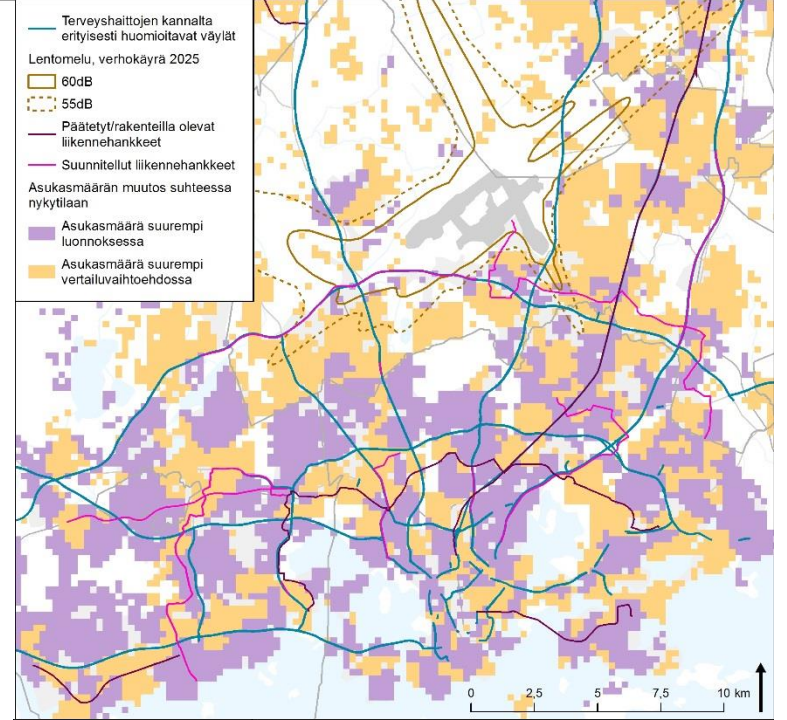 Terveyshaittojen kannalta
erityisesti huomioitavat väylät
Lentomelu, verhokäyrä 2025
60dB
55dB
Päätetyt/rakenteilla olevat
liikennehankkeet
Suunnitellut liikennehankkeet
Asukasmäärän muutos suhteessa
nykytilaan
Asukasmäärä suurempi
luonnoksessa
Asukasmäärä suurempi
vertailuvaihtoehdossa
0 2,5 5 7,5 10 km